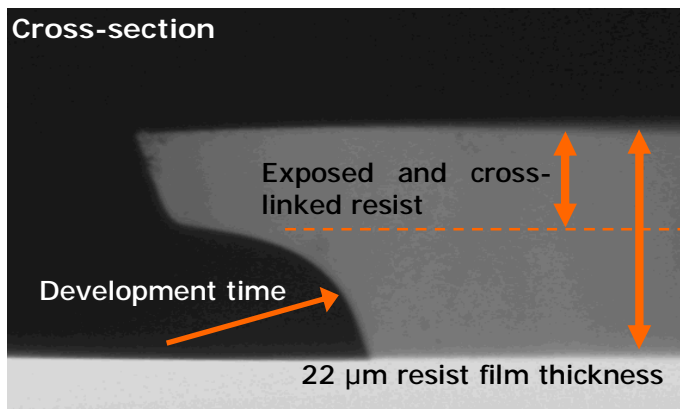 Cross-section
Exposed and cross-
linked resist
Development time
22 µm resist film thickness